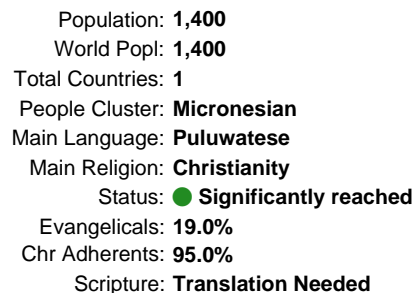 Population: 1,400
World Popl: 1,400
Total Countries: 1
People Cluster: Micronesian
Main Language: Puluwatese
Main Religion: Christianity
Status: Significantly reached
Evangelicals: 19.0%
Chr Adherents: 95.0%
Scripture: Translation Needed